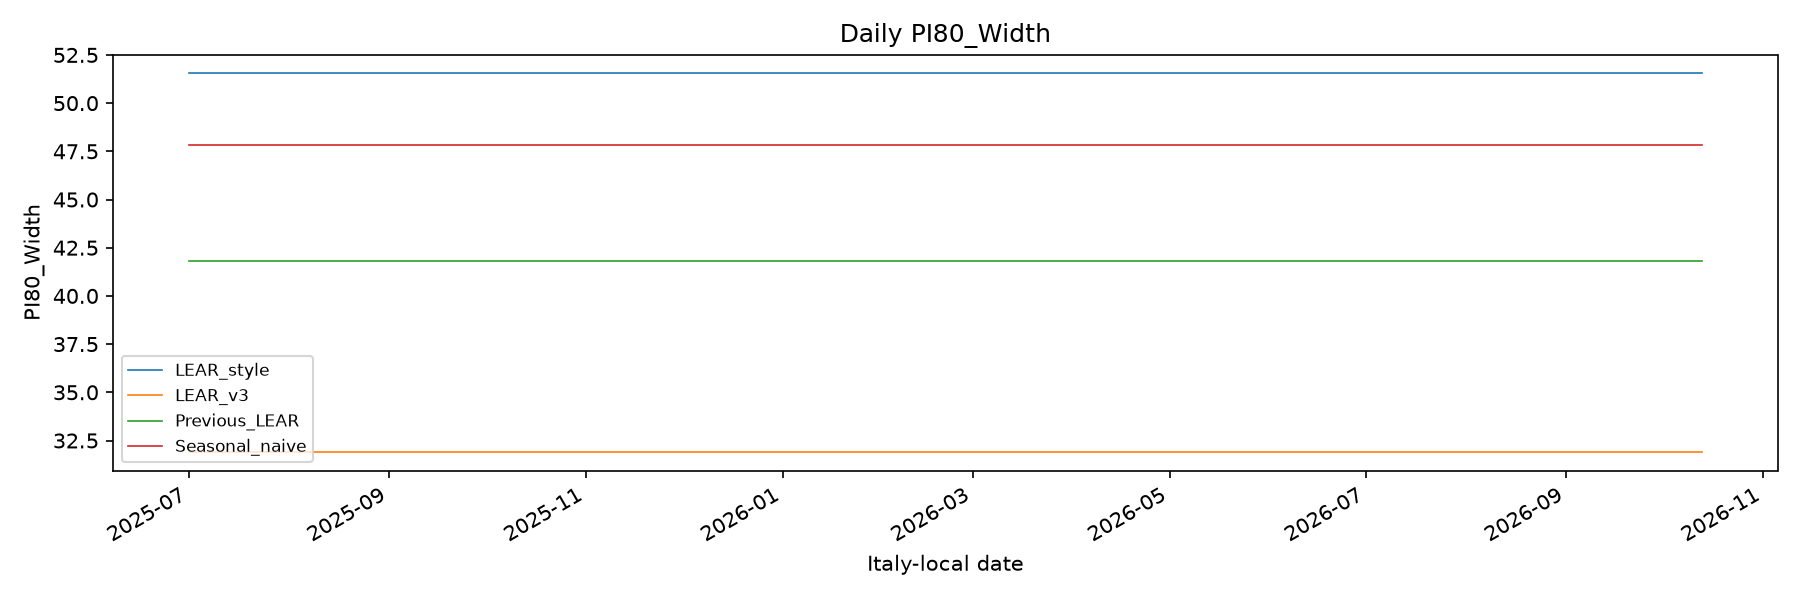 Daily PI80_Width
52.5
50.0
47.5
45.0
42.5
40.0
37.5
35.0
32.5
PI80_Width
LEAR_style
LEAR_v3
Previous_LEAR
Seasonal_naive
2025-07
2025-09
2025-11
2026-01
2026-03
2026-05
2026-07
2026-09
2026-11
Italy-local date